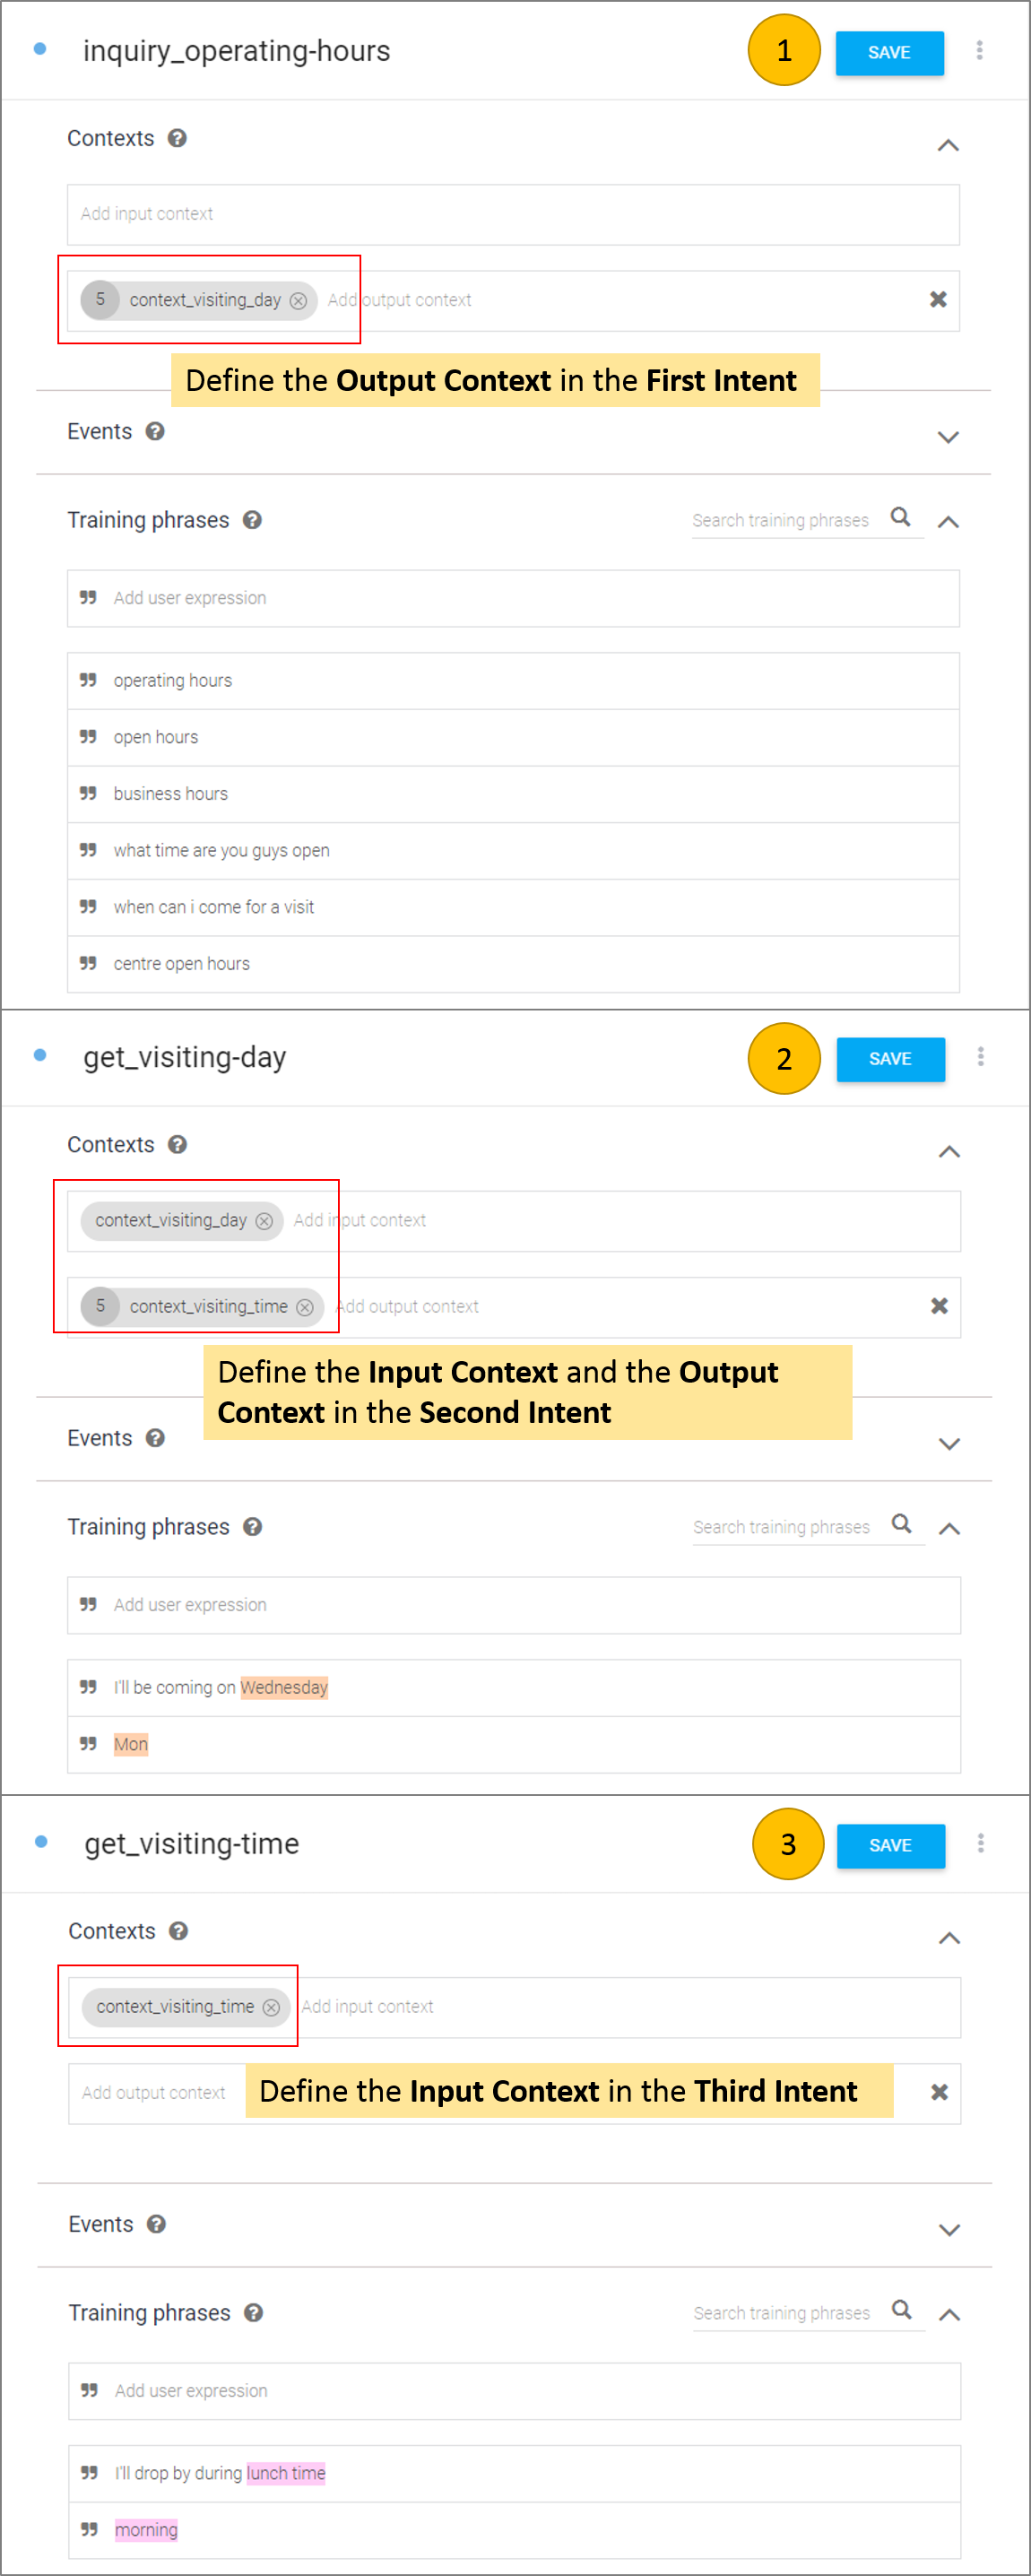 inquiry_operating-hours
1
SAVE
Contexts
Add input context
5 context_visiting_day Add output context
Define the Output Context in the First Intent
Events
Training phrases
Search training phrases
Add user expression
operating hours
open hours
business hours
what time are you guys open
when can i come for a visit
centre open hours
get_visiting-day
2
SAVE
Contexts
context_visiting_day Add input context
5 context_visiting_time Add output context
Define the Input Context and the Output
Context in the Second Intent
Events
Training phrases
Search training phrases
Add user expression
I'll be coming on Wednesday
Mon
get_visiting-time
3
SAVE
Contexts
context_visiting_time Add input context
Add output context
Define the Input Context in the Third Intent
Events
Training phrases
Search training phrases
Add user expression
I'll drop by during lunch time
morning